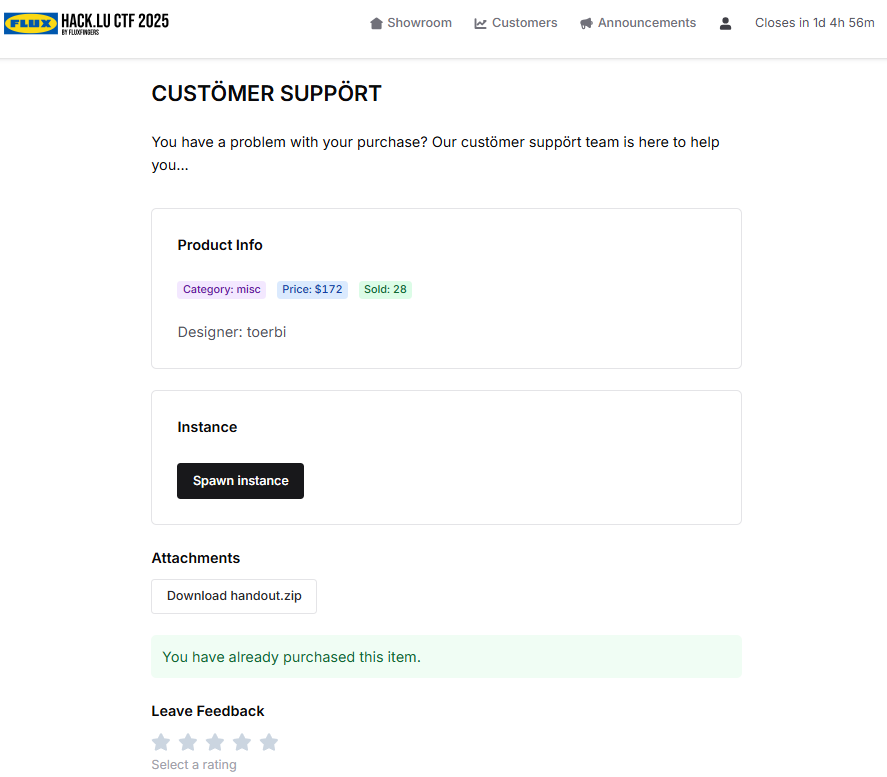 FLUX HACK.LU CTF 2025
BY FLUXFINGERS
Showroom
Customers
Announcements
Closes in 1d 4h 56m
CUSTÖMER SUPPÖRT
You have a problem with your purchase? Our custömer suppört team is here to help
you...
Product Info
Category: misc
Price: $172
Sold: 28
Designer: toerbi
Instance
Spawn instance
Attachments
Download handout.zip
You have already purchased this item.
Leave Feedback
Select a rating